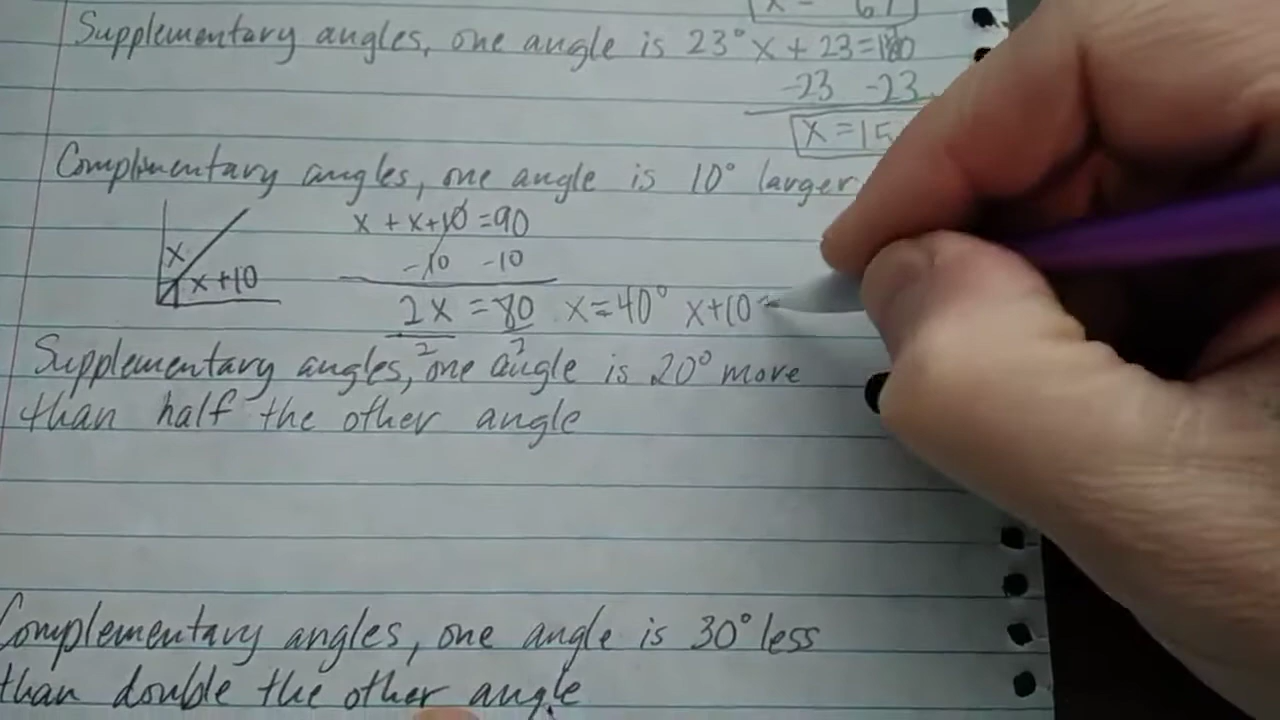 Supplementary angles, one angle is 23° x + 23 = 180
-23 -23
x = 15
Complimentary angles, one angle is 10° larger
x + x + 10 = 90
x
-10 -10
x + 10
2x = 80 x = 40° x + 10 =
2 2
Supplementary angles, one angle is 20° more
than half the other angle
Complementary angles, one angle is 30° less
than double the other angle